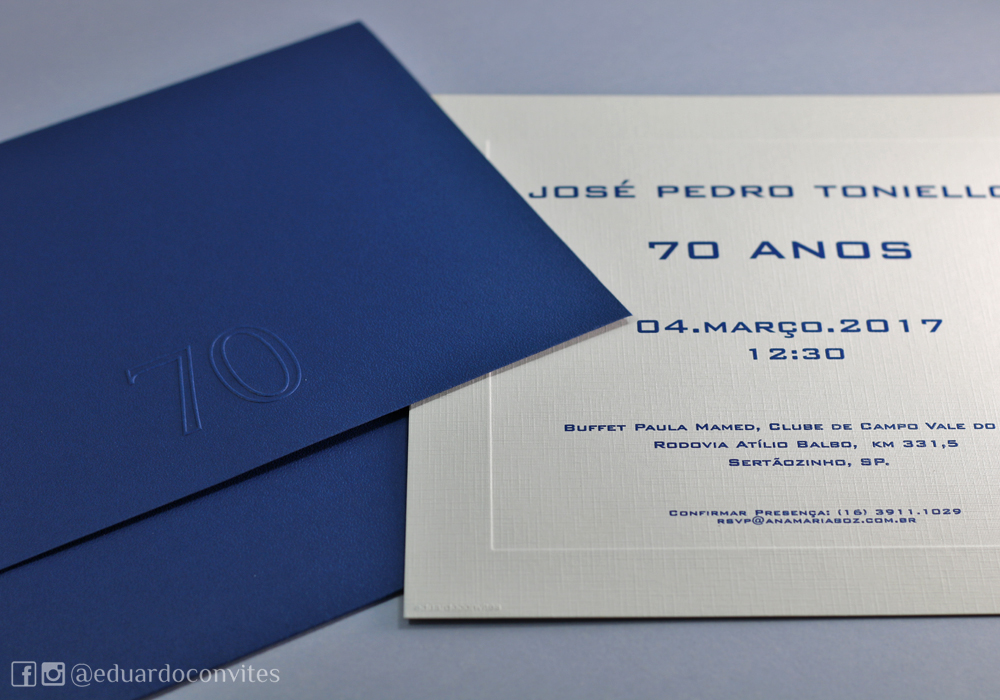 70
JOSÉ PEDRO TONIELLO
70 ANOS
04.MARÇO.2017
12:30
BUFFET PAULA MAMED, CLUBE DE CAMPO VALE DO
RODOVIA ATÍLIO BALBO, KM 331,5
SERTÃOZINHO, SP.
CONFIRMAR PRESENÇA: (16) 3911.1029
RSVP@ANAMARIABOZ.COM.BR
@eduardoconvites